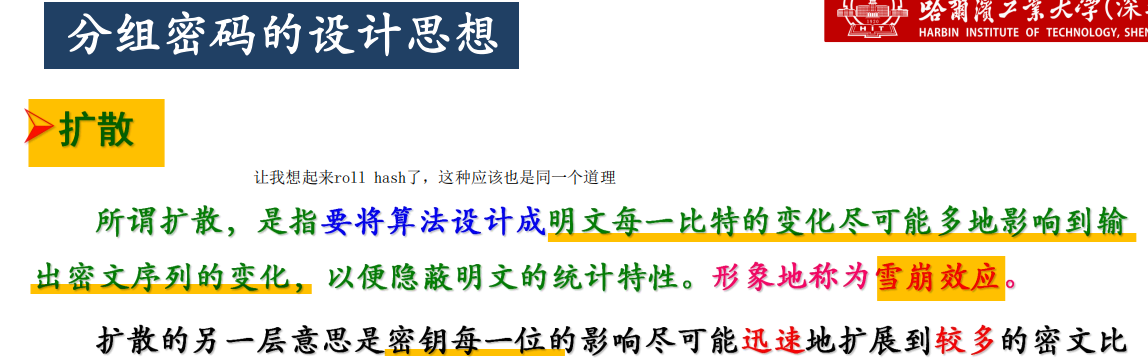 分组密码的设计思想
哈尔滨工业大学(深
HARBIN INSTITUTE OF TECHNOLOGY, SHEN
HIT
扩散
让我想起来roll hash了，这种应该也是同一个道理
所谓扩散，是指要将算法设计成明文每一比特的变化尽可能多地影响到输
出密文序列的变化，以便隐蔽明文的统计特性。形象地称为雪崩效应。
扩散的另一层意思是密钥每一位的影响尽可能迅速地扩展到较多的密文比